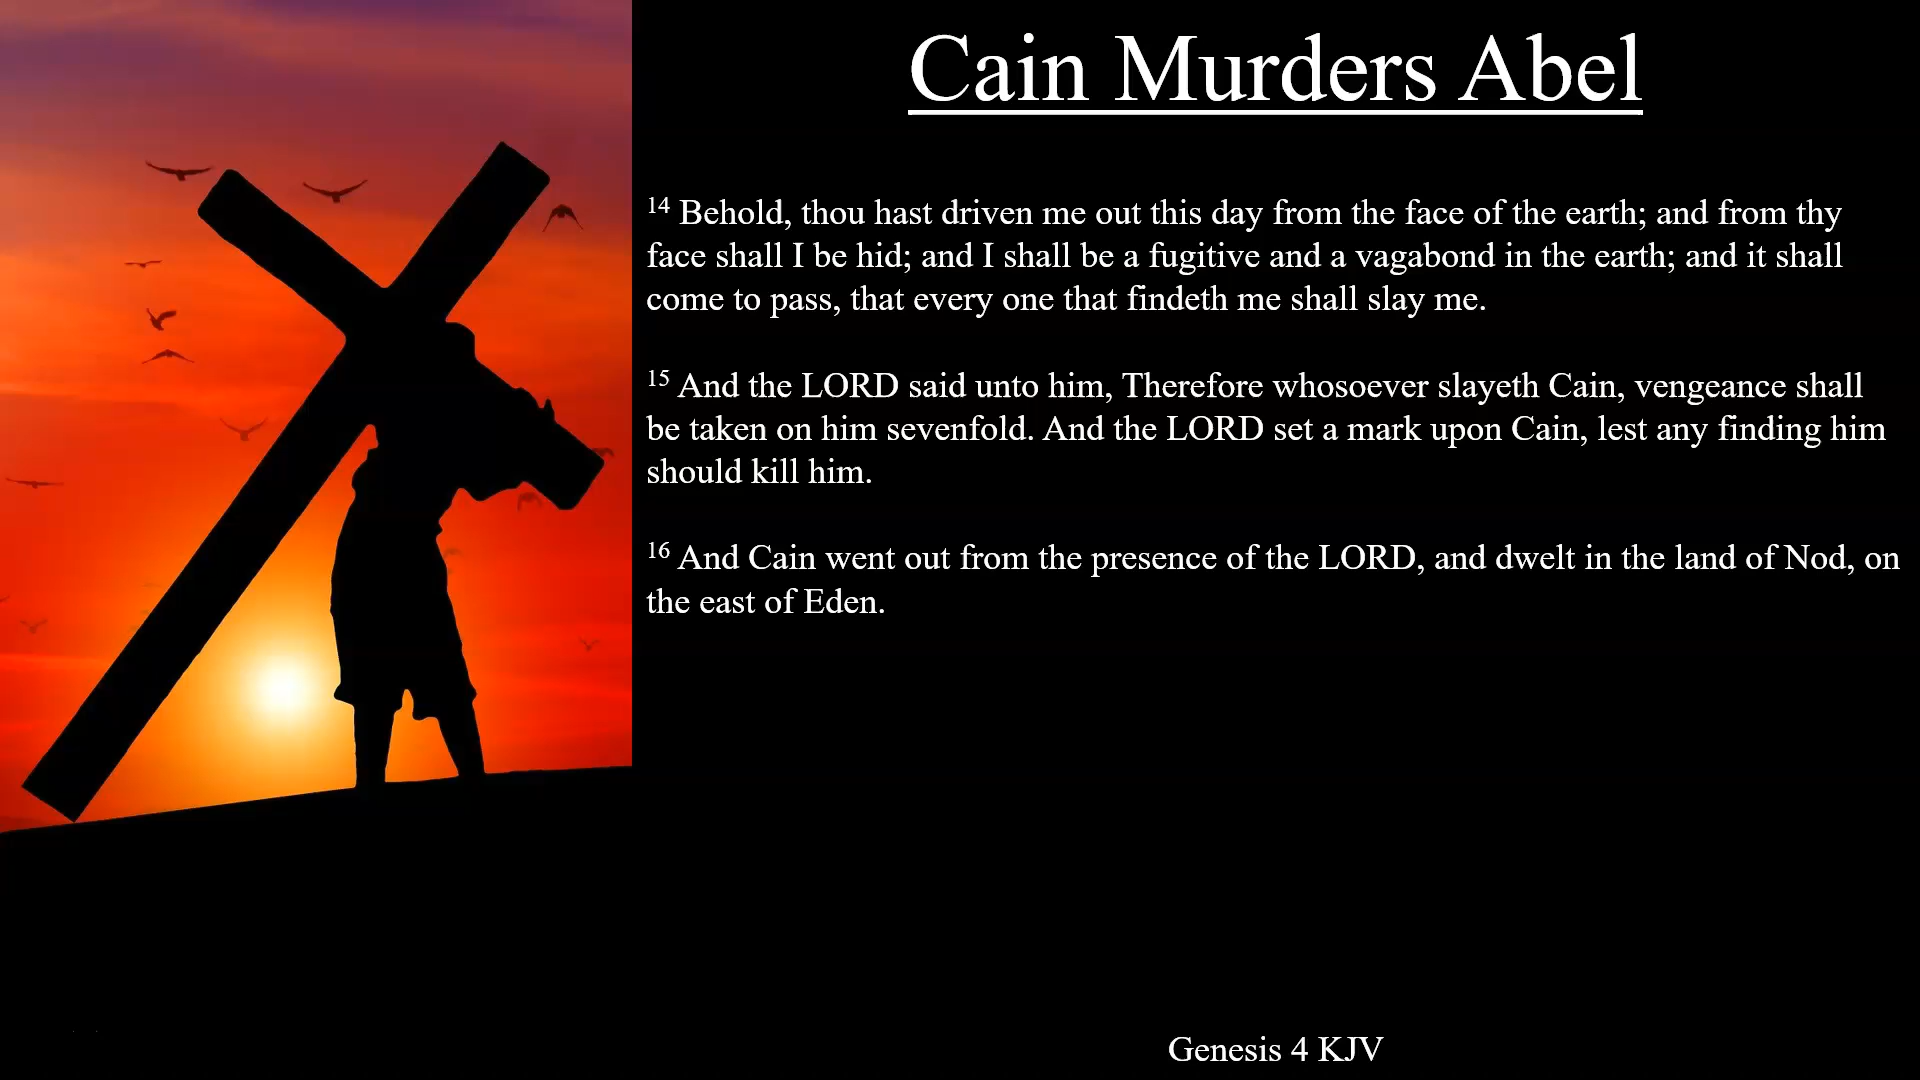 Cain Murders Abel
14 Behold, thou hast driven me out this day from the face of the earth; and from thy
face shall I be hid; and I shall be a fugitive and a vagabond in the earth; and it shall
come to pass, that every one that findeth me shall slay me.
15 And the LORD said unto him, Therefore whosoever slayeth Cain, vengeance shall
be taken on him sevenfold. And the LORD set a mark upon Cain, lest any finding him
should kill him.
16 And Cain went out from the presence of the LORD, and dwelt in the land of Nod, on
the east of Eden.
Genesis 4 KJV